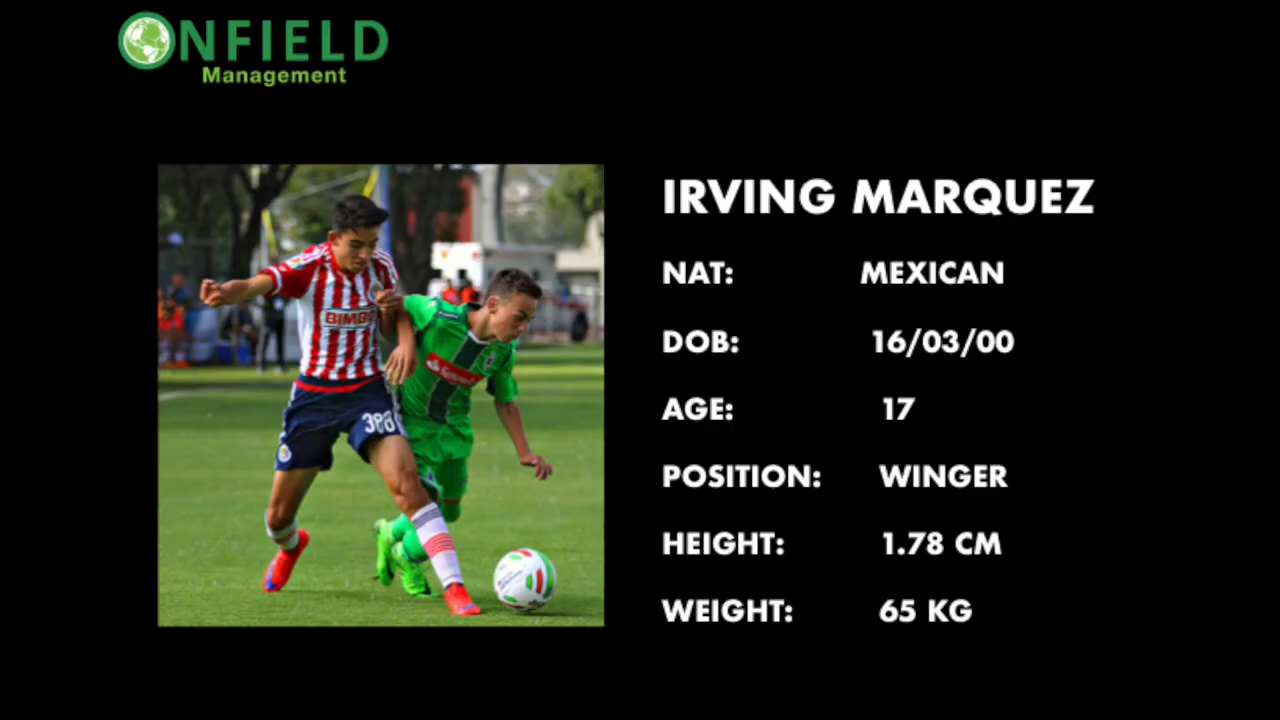 ONFIELD
Management
IRVING MARQUEZ
NAT: MEXICAN
DOB: 16/03/00
AGE: 17
POSITION: WINGER
HEIGHT: 1.78 CM
WEIGHT: 65 KG
BIMBO
388